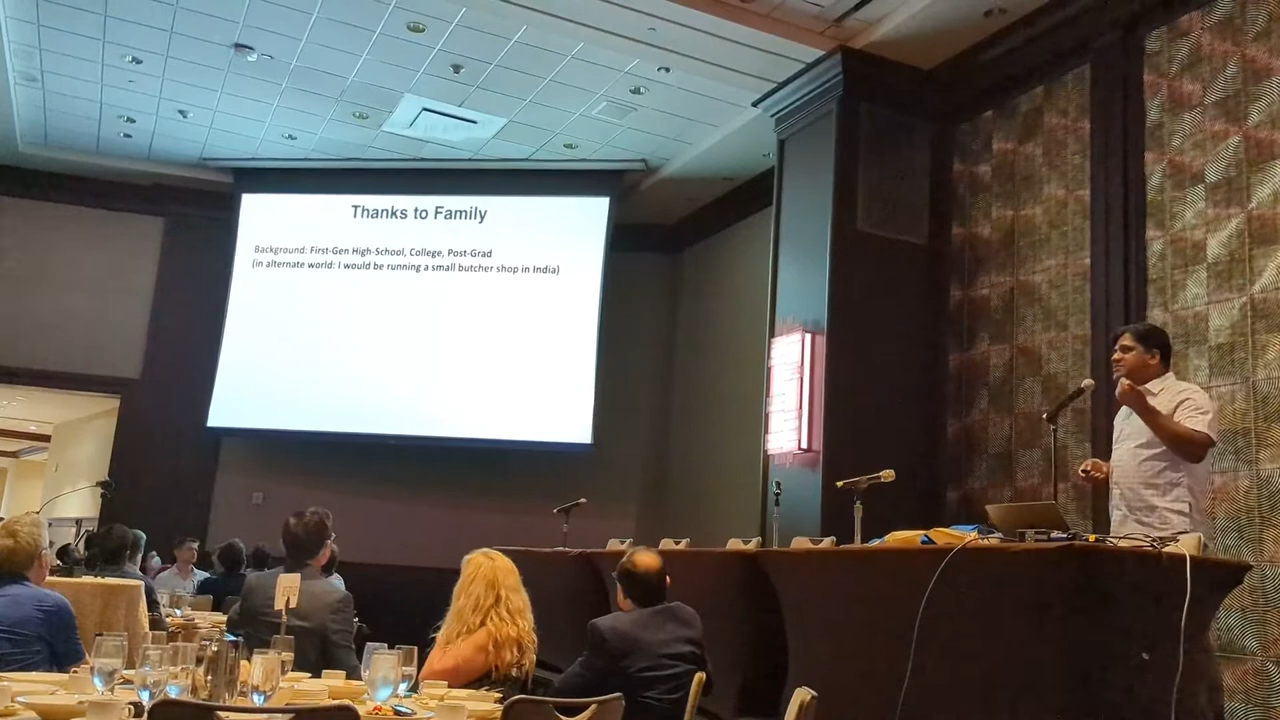 Thanks to Family
Background: First-Gen High-School, College, Post-Grad
(in alternate world: I would be running a small butcher shop in India)